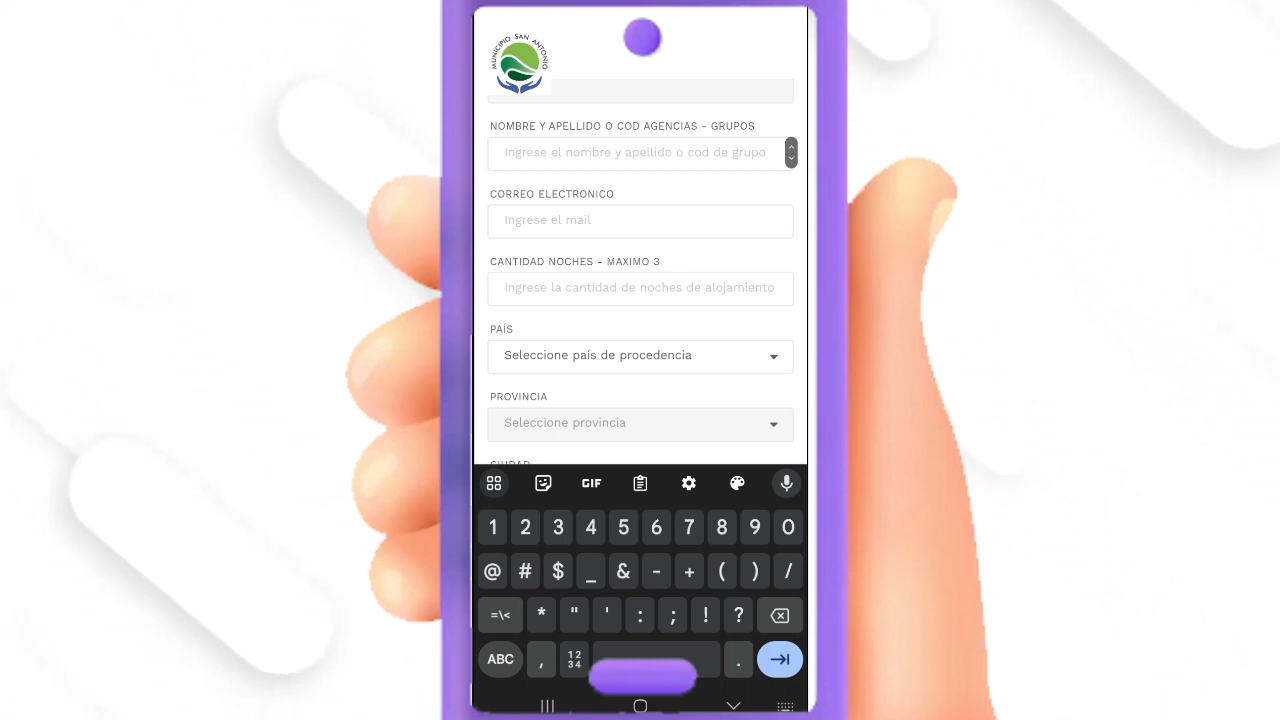 MUNICIPIO SAN ANTONIO
NOMBRE Y APELLIDO O COD AGENCIAS - GRUPOS
Ingrese el nombre y apellido o cod de grupo
CORREO ELECTRONICO
Ingrese el mail
CANTIDAD NOCHES - MAXIMO 3
Ingrese la cantidad de noches de alojamiento
PAÍS
Seleccione país de procedencia
PROVINCIA
Seleccione provincia
CIUDAD
GIF
1 2 3 4 5 6 7 8 9 0
@ # $ _ & - + ( ) /
=\< * " ' : ; ! ?
ABC , 12 .
34